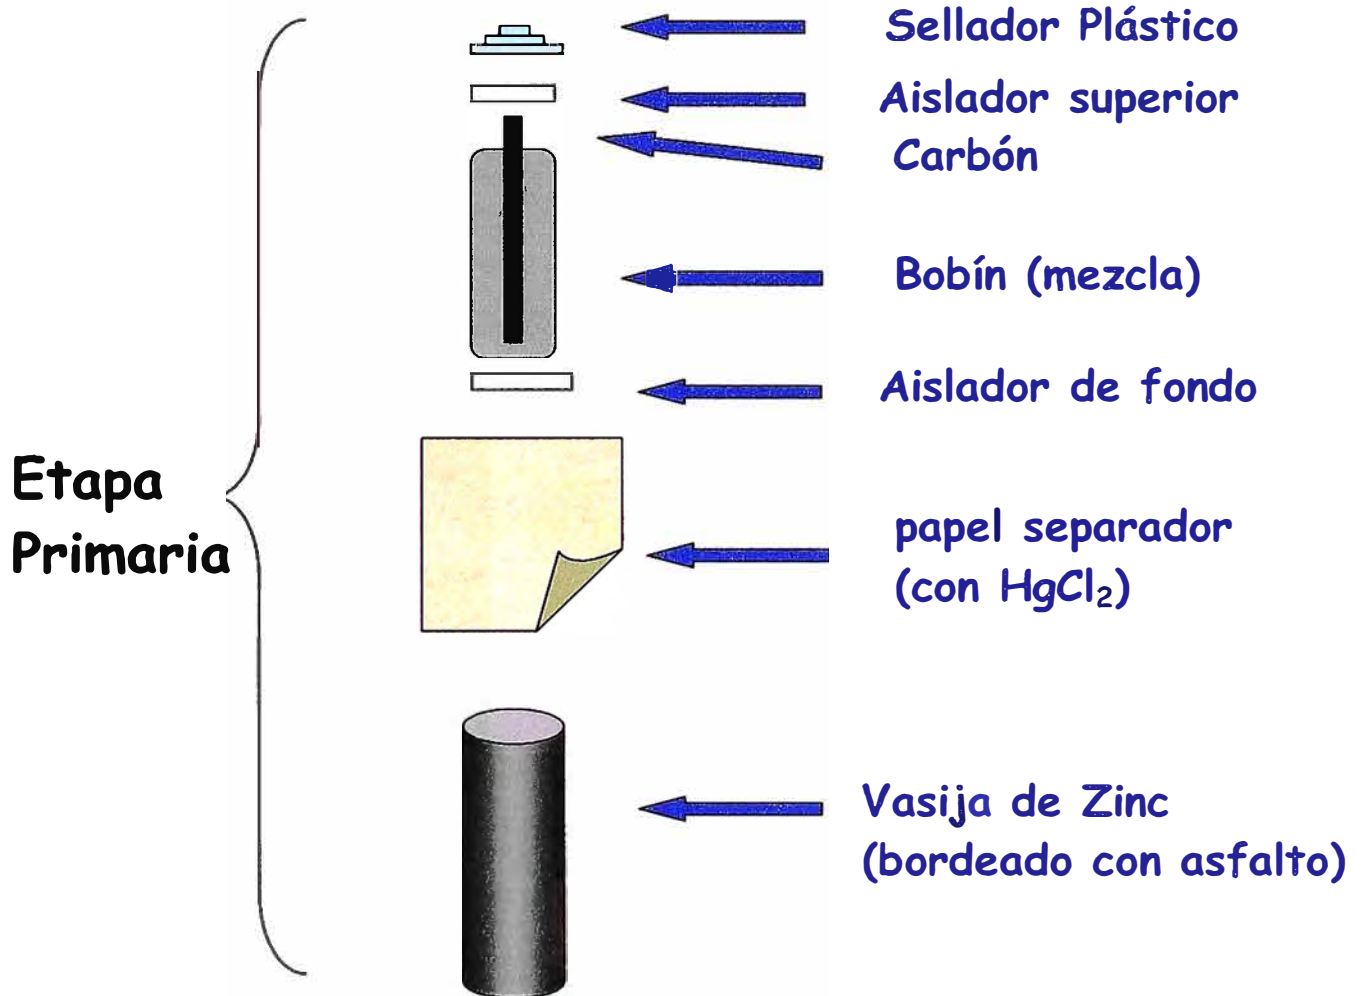 Sellador Plástico
Aislador superior
Carbón
Bobín (mezcla)
Aislador de fondo
Etapa
Primaria
papel separador
(con HgCl₂)
Vasija de Zinc
(bordeado con asfalto)